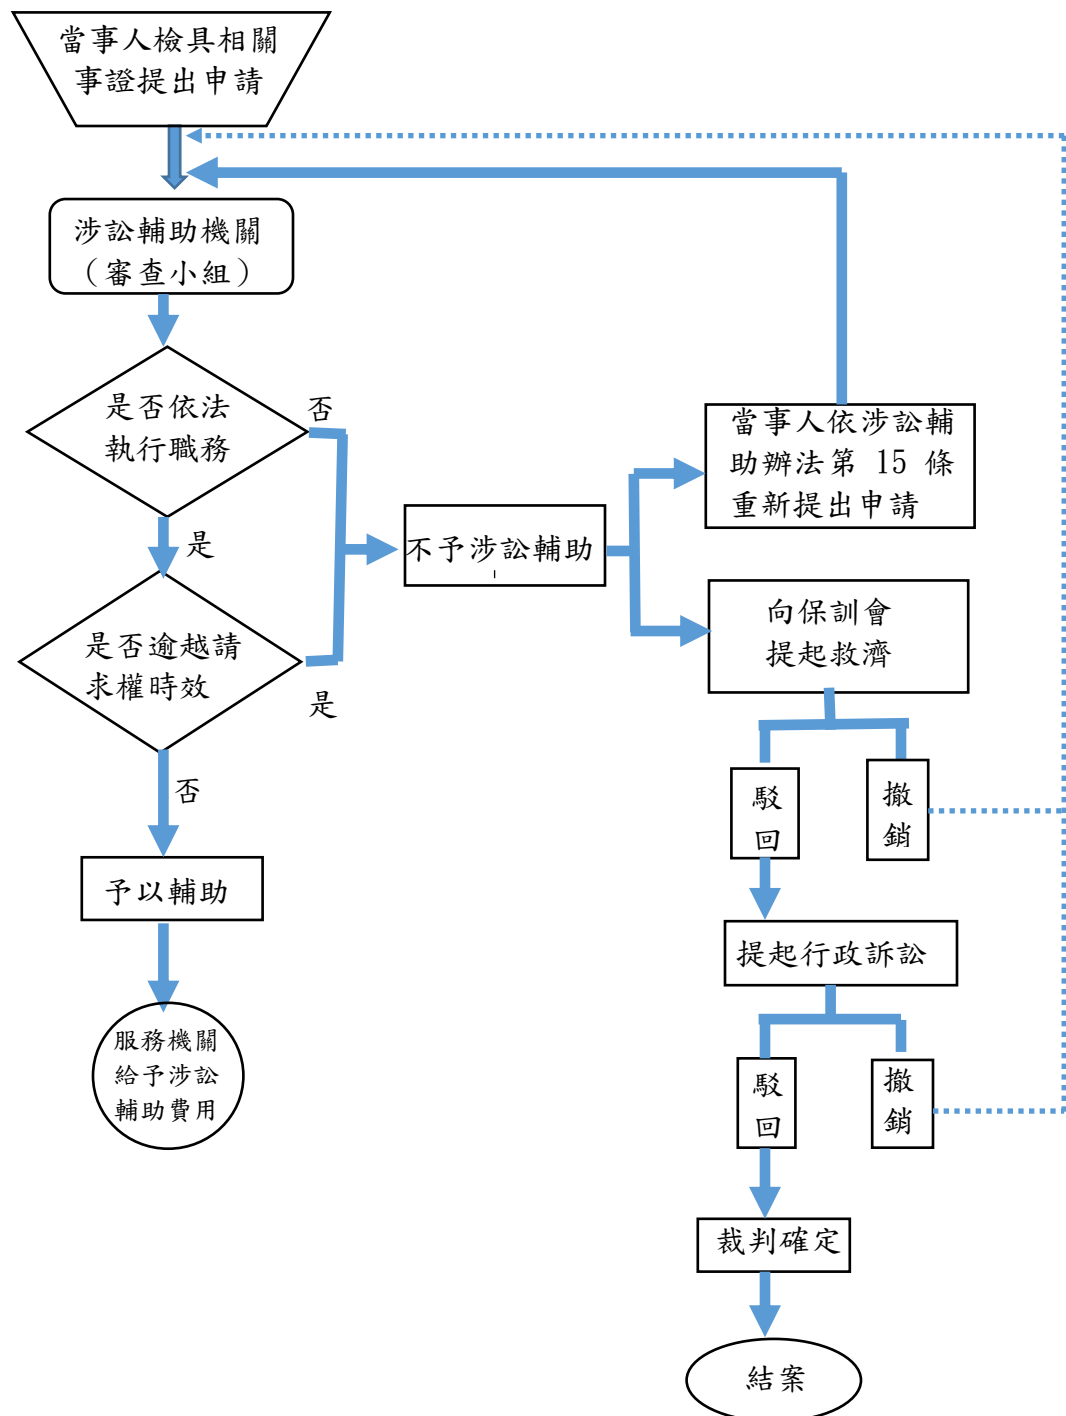 當事人檢具相關
事證提出申請
涉訟輔助機關
（審查小組）
是否依法
執行職務
否
是
是否逾越請
求權時效
是
否
予以輔助
服務機關
給予涉訟
輔助費用
不予涉訟輔助
當事人依涉訟輔
助辦法第 15 條
重新提出申請
向保訓會
提起救濟
駁
回
撤
銷
提起行政訴訟
駁
回
撤
銷
裁判確定
結案